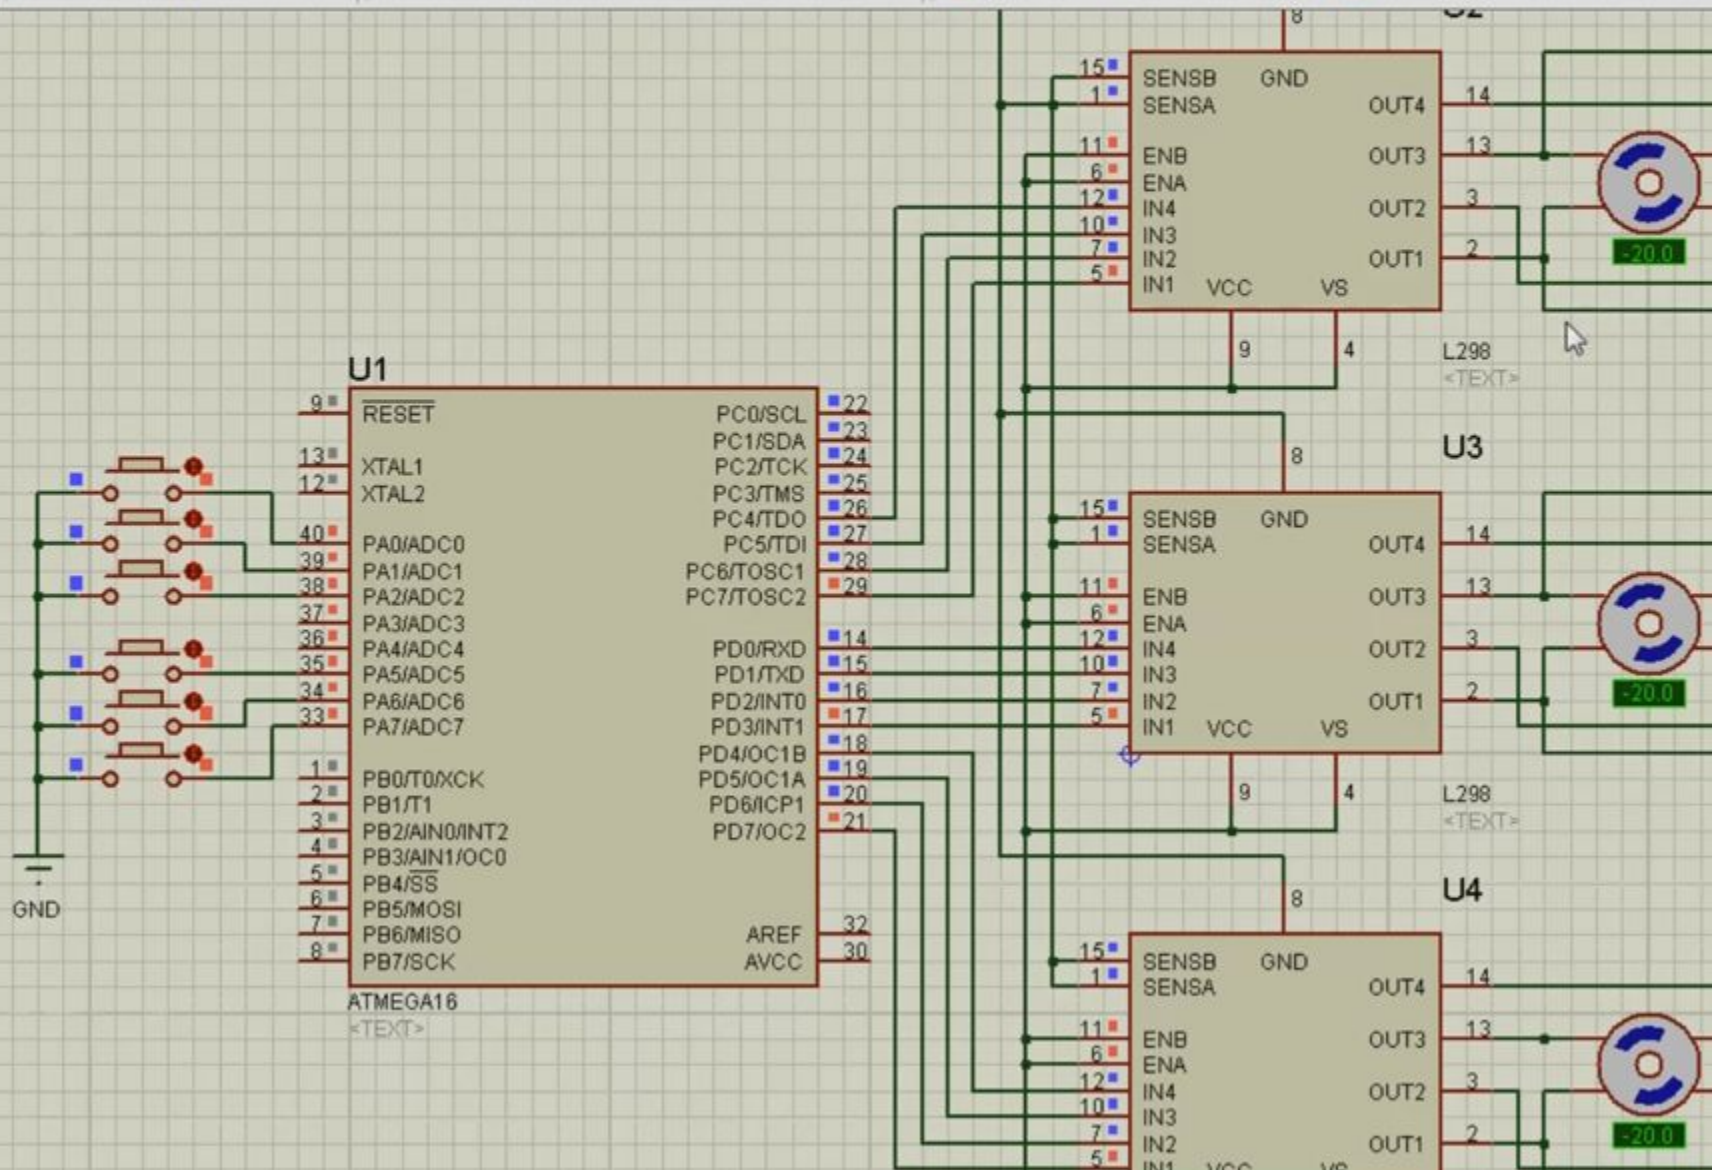 U2
8
15 SENSB GND
1 SENSA OUT4 14
11 ENB OUT3 13
6 ENA
12 IN4 OUT2 3
10 IN3
7 IN2 OUT1 2
5 IN1 VCC VS
-20.0
9 4
L298
<TEXT>
U1
9 RESET PC0/SCL 22
PC1/SDA 23
13 XTAL1 PC2/TCK 24
12 XTAL2 PC3/TMS 25
PC4/TDO 26
40 PA0/ADC0 PC5/TDI 27
39 PA1/ADC1 PC6/TOSC1 28
38 PA2/ADC2 PC7/TOSC2 29
37 PA3/ADC3
36 PA4/ADC4 PD0/RXD 14
35 PA5/ADC5 PD1/TXD 15
34 PA6/ADC6 PD2/INT0 16
33 PA7/ADC7 PD3/INT1 17
PD4/OC1B 18
1 PB0/T0/XCK PD5/OC1A 19
2 PB1/T1 PD6/ICP1 20
3 PB2/AIN0/INT2 PD7/OC2 21
4 PB3/AIN1/OC0
5 PB4/SS
6 PB5/MOSI
7 PB6/MISO AREF 32
8 PB7/SCK AVCC 30
ATMEGA16
<TEXT>
GND
U3
8
15 SENSB GND
1 SENSA OUT4 14
11 ENB OUT3 13
6 ENA
12 IN4 OUT2 3
10 IN3
7 IN2 OUT1 2
5 IN1 VCC VS
-20.0
9 4
L298
<TEXT>
U4
8
15 SENSB GND
1 SENSA OUT4 14
11 ENB OUT3 13
6 ENA
12 IN4 OUT2 3
10 IN3
7 IN2 OUT1 2
5 IN1 VCC VS
-20.0